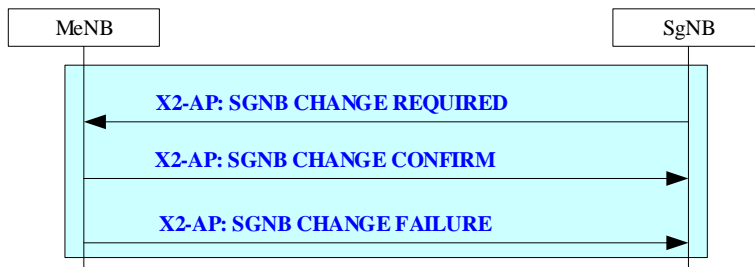 MeNB
SgNB
X2-AP: SGNB CHANGE REQUIRED
X2-AP: SGNB CHANGE CONFIRM
X2-AP: SGNB CHANGE FAILURE